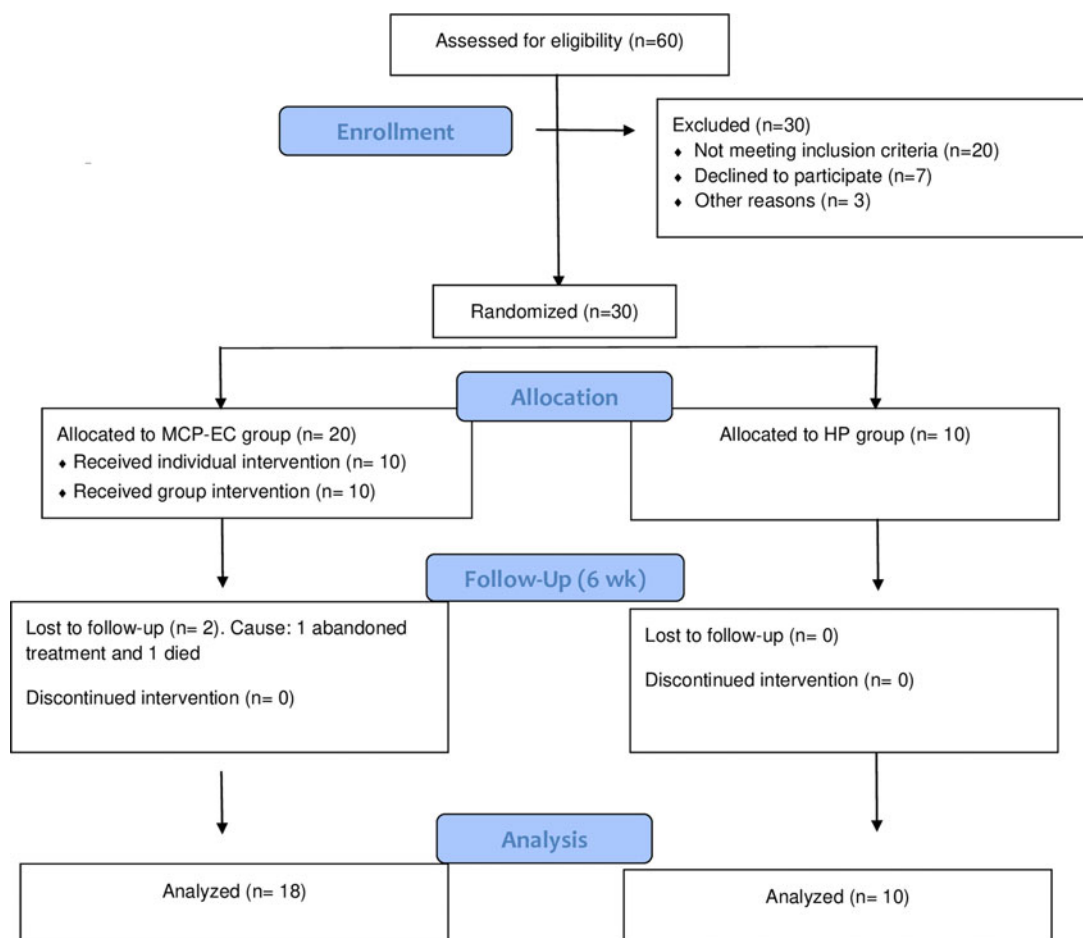 Assessed for eligibility (n=60)
Enrollment
Excluded (n=30)
♦ Not meeting inclusion criteria (n=20)
♦ Declined to participate (n=7)
♦ Other reasons (n= 3)
Randomized (n=30)
Allocation
Allocated to MCP-EC group (n= 20)
♦ Received individual intervention (n= 10)
♦ Received group intervention (n= 10)
Allocated to HP group (n= 10)
Follow-Up (6 wk)
Lost to follow-up (n= 2). Cause: 1 abandoned
treatment and 1 died
Discontinued intervention (n= 0)
Lost to follow-up (n= 0)
Discontinued intervention (n= 0)
Analysis
Analyzed (n= 18)
Analyzed (n= 10)